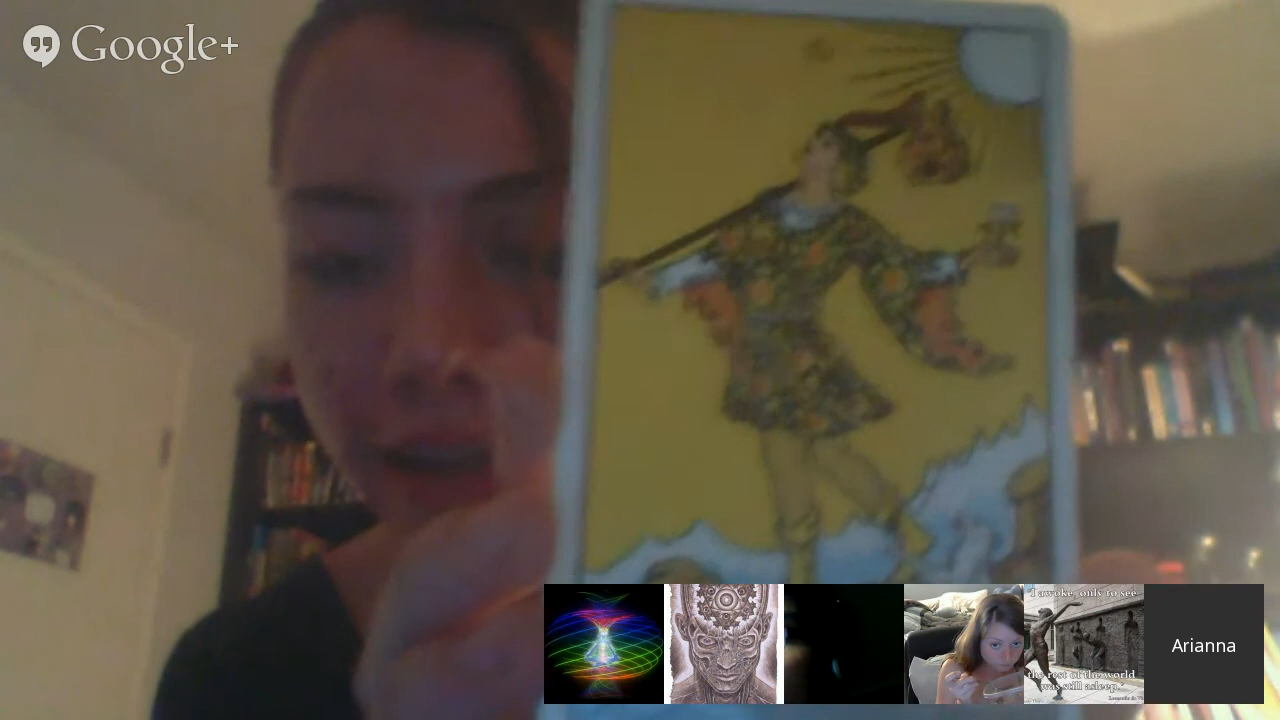 Google+
I awoke, only to see
the rest of the world
was still asleep.
Arianna